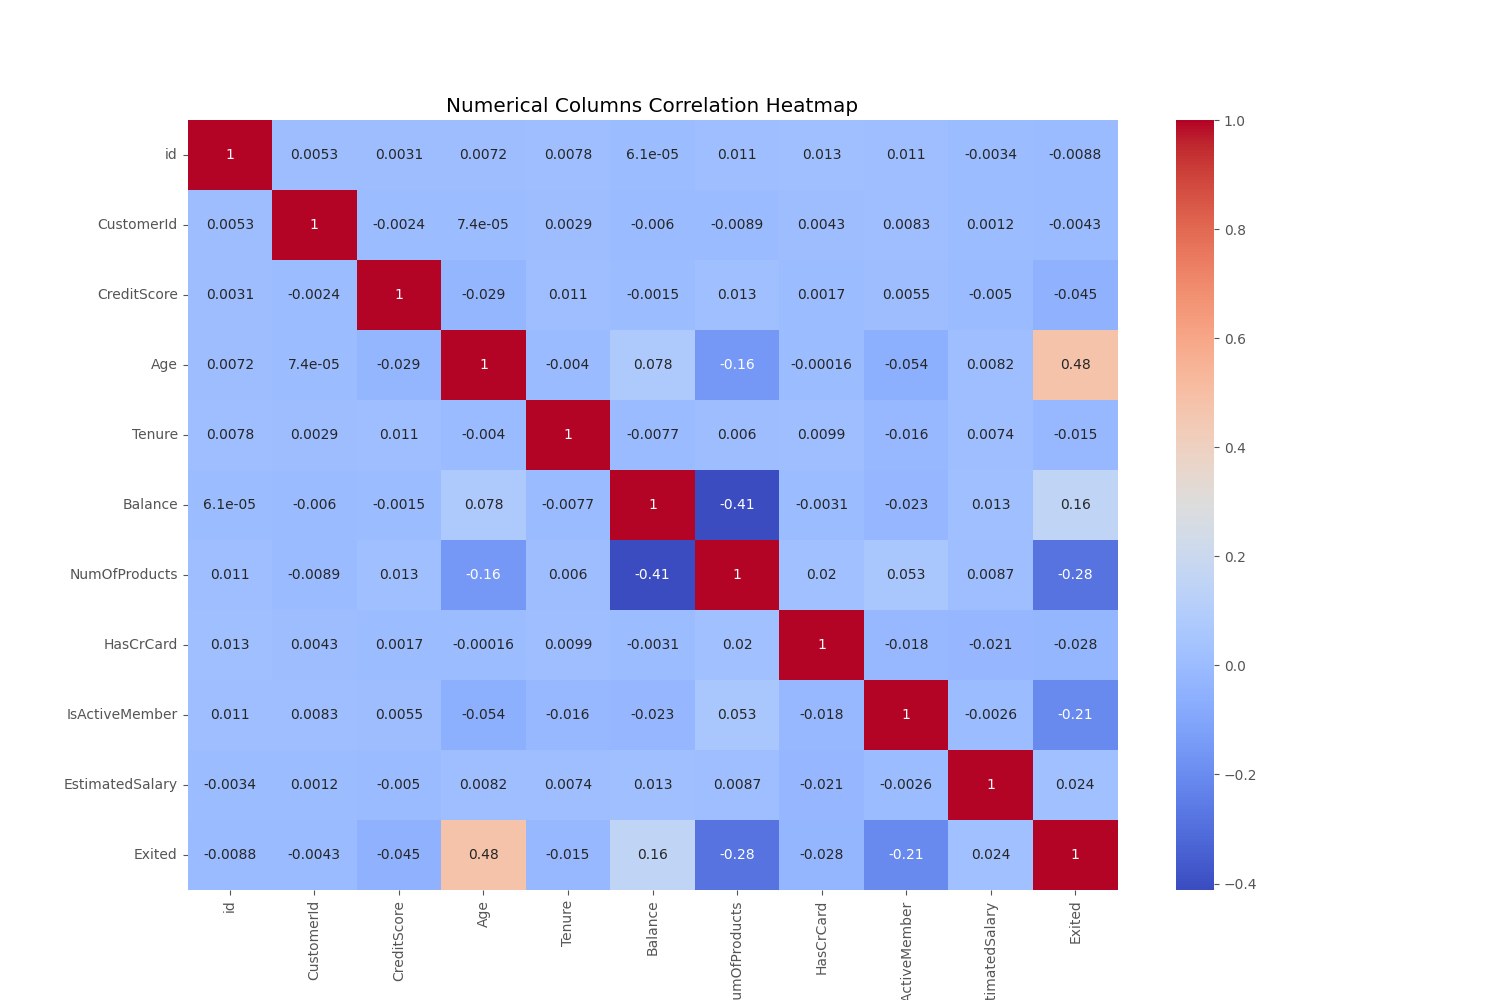 Numerical Columns Correlation Heatmap
id 1 0.0053 0.0031 0.0072 0.0078 6.1e-05 0.011 0.013 0.011 -0.0034 -0.0088
CustomerId 0.0053 1 -0.0024 7.4e-05 0.0029 -0.006 -0.0089 0.0043 0.0083 0.0012 -0.0043
CreditScore 0.0031 -0.0024 1 -0.029 0.011 -0.0015 0.013 0.0017 0.0055 -0.005 -0.045
Age 0.0072 7.4e-05 -0.029 1 -0.004 0.078 -0.16 -0.00016 -0.054 0.0082 0.48
Tenure 0.0078 0.0029 0.011 -0.004 1 -0.0077 0.006 0.0099 -0.016 0.0074 -0.015
Balance 6.1e-05 -0.006 -0.0015 0.078 -0.0077 1 -0.41 -0.0031 -0.023 0.013 0.16
NumOfProducts 0.011 -0.0089 0.013 -0.16 0.006 -0.41 1 0.02 0.053 0.0087 -0.28
HasCrCard 0.013 0.0043 0.0017 -0.00016 0.0099 -0.0031 0.02 1 -0.018 -0.021 -0.028
IsActiveMember 0.011 0.0083 0.0055 -0.054 -0.016 -0.023 0.053 -0.018 1 -0.0026 -0.21
EstimatedSalary -0.0034 0.0012 -0.005 0.0082 0.0074 0.013 0.0087 -0.021 -0.0026 1 0.024
Exited -0.0088 -0.0043 -0.045 0.48 -0.015 0.16 -0.28 -0.028 -0.21 0.024 1
id
CustomerId
CreditScore
Age
Tenure
Balance
umOfProducts
HasCrCard
ActiveMember
timatedSalary
Exited
1.0
0.8
0.6
0.4
0.2
0.0
−0.2
−0.4